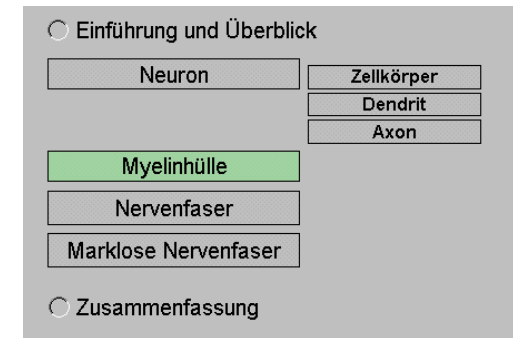 Einführung und Überblick
Neuron
Zellkörper
Dendrit
Axon
Myelinhülle
Nervenfaser
Marklose Nervenfaser
Zusammenfassung